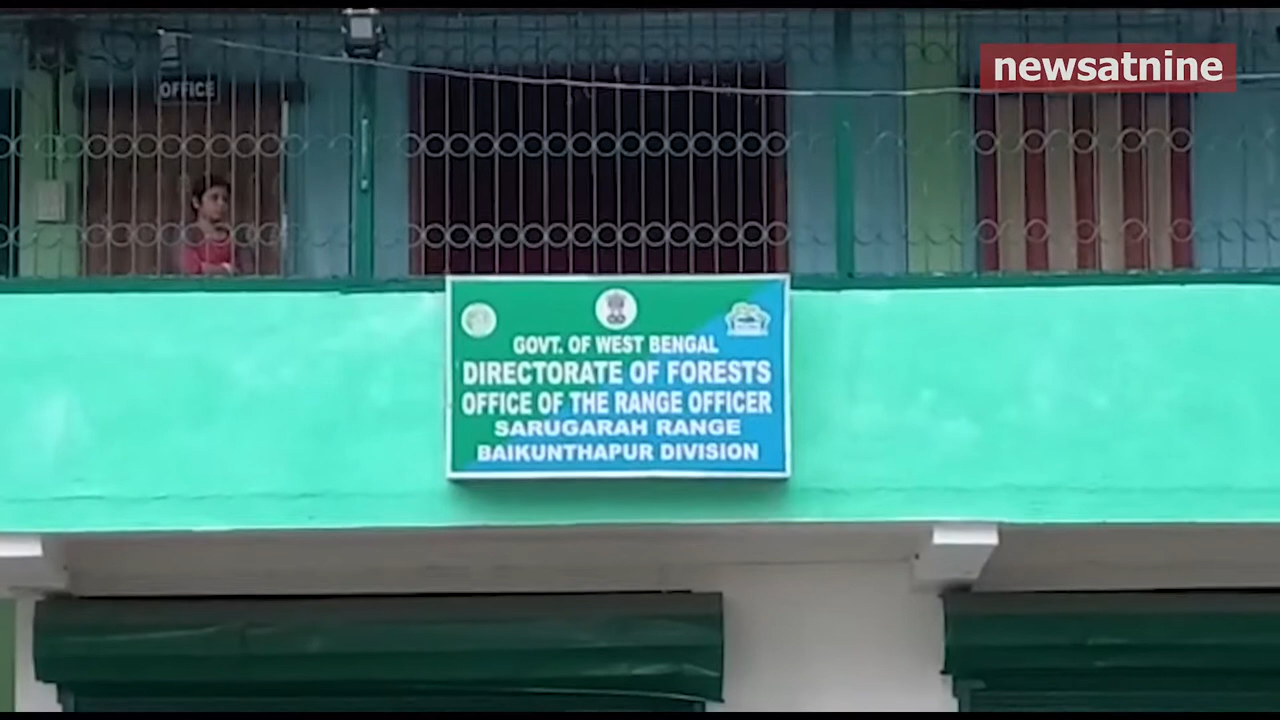 newsatnine
OFFICE
GOVT. OF WEST BENGAL
DIRECTORATE OF FORESTS
OFFICE OF THE RANGE OFFICER
SARUGARAH RANGE
BAIKUNTHAPUR DIVISION